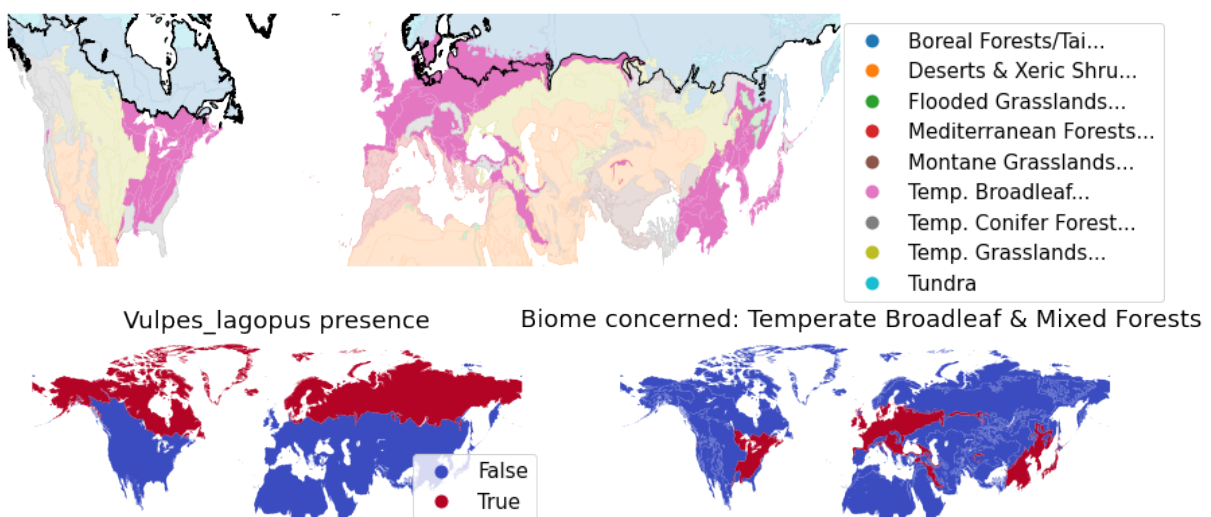 Boreal Forests/Tai...
Deserts & Xeric Shru...
Flooded Grasslands...
Mediterranean Forests...
Montane Grasslands...
Temp. Broadleaf...
Temp. Conifer Forest...
Temp. Grasslands...
Tundra
Vulpes_lagopus presence
Biome concerned: Temperate Broadleaf & Mixed Forests
False
True